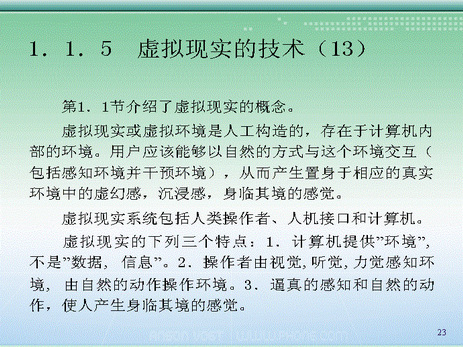 1．1．5　虚拟现实的技术（13）
第1．1节介绍了虚拟现实的概念。
虚拟现实或虚拟环境是人工构造的，存在于计算机内
部的环境。用户应该能够以自然的方式与这个环境交互（
包括感知环境并干预环境），从而产生置身于相应的真实
环境中的虚幻感，沉浸感，身临其境的感觉。
虚拟现实系统包括人类操作者、人机接口和计算机。
虚拟现实的下列三个特点：1．计算机提供”环境”，
不是”数据, 信息”。2．操作者由视觉,听觉,力觉感知环
境, 由自然的动作操作环境。3．逼真的感知和自然的动
作，使人产生身临其境的感觉。
23